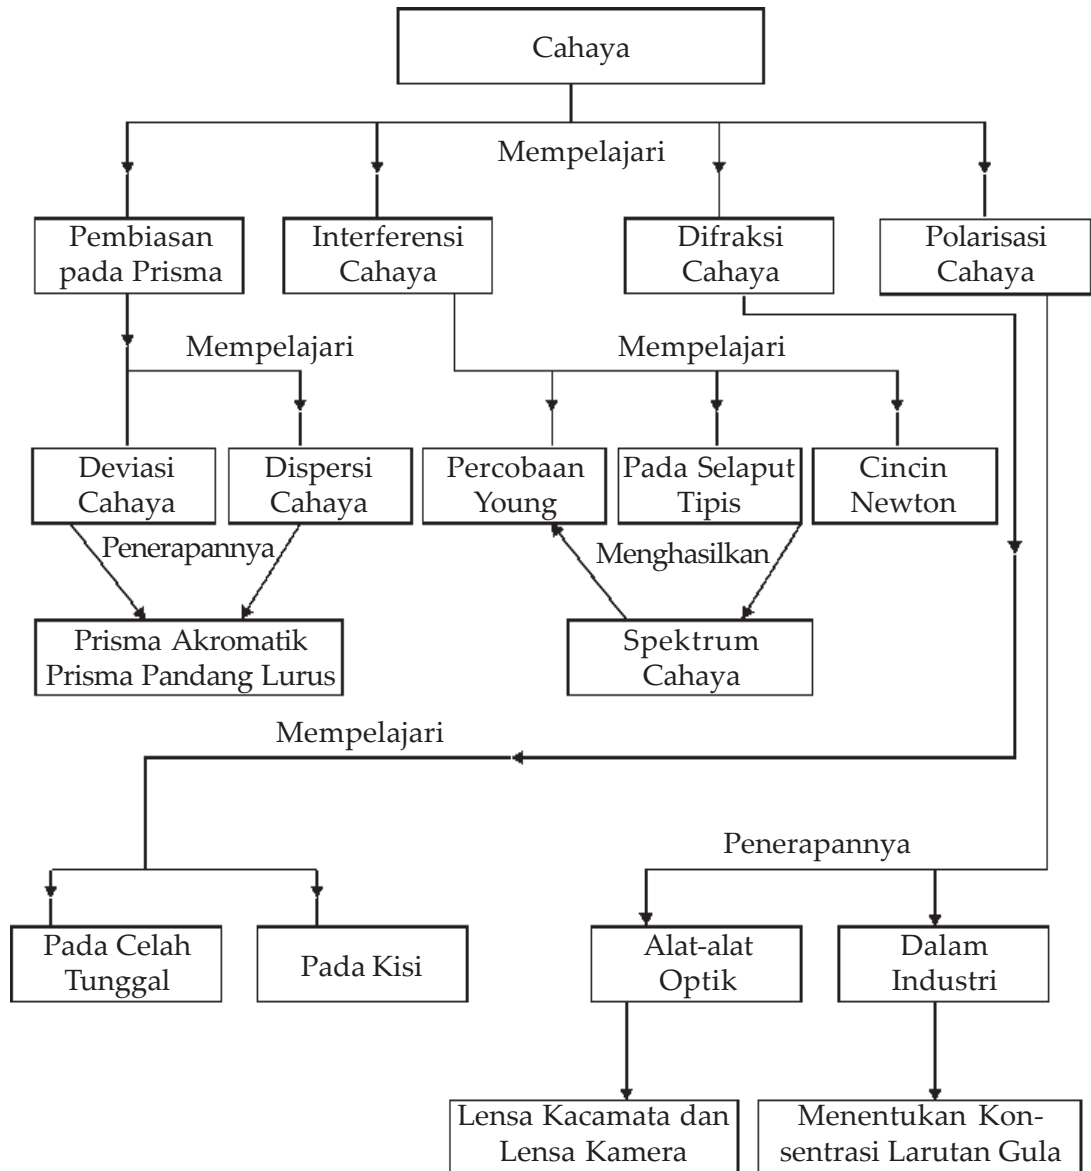 Cahaya
Mempelajari
Pembiasan
pada Prisma
Interferensi
Cahaya
Difraksi
Cahaya
Polarisasi
Cahaya
Mempelajari
Mempelajari
Deviasi
Cahaya
Dispersi
Cahaya
Percobaan
Young
Pada Selaput
Tipis
Cincin
Newton
Penerapannya
Menghasilkan
Prisma Akromatik
Prisma Pandang Lurus
Spektrum
Cahaya
Mempelajari
Penerapannya
Pada Celah
Tunggal
Pada Kisi
Alat-alat
Optik
Dalam
Industri
Lensa Kacamata dan
Lensa Kamera
Menentukan Kon-
sentrasi Larutan Gula